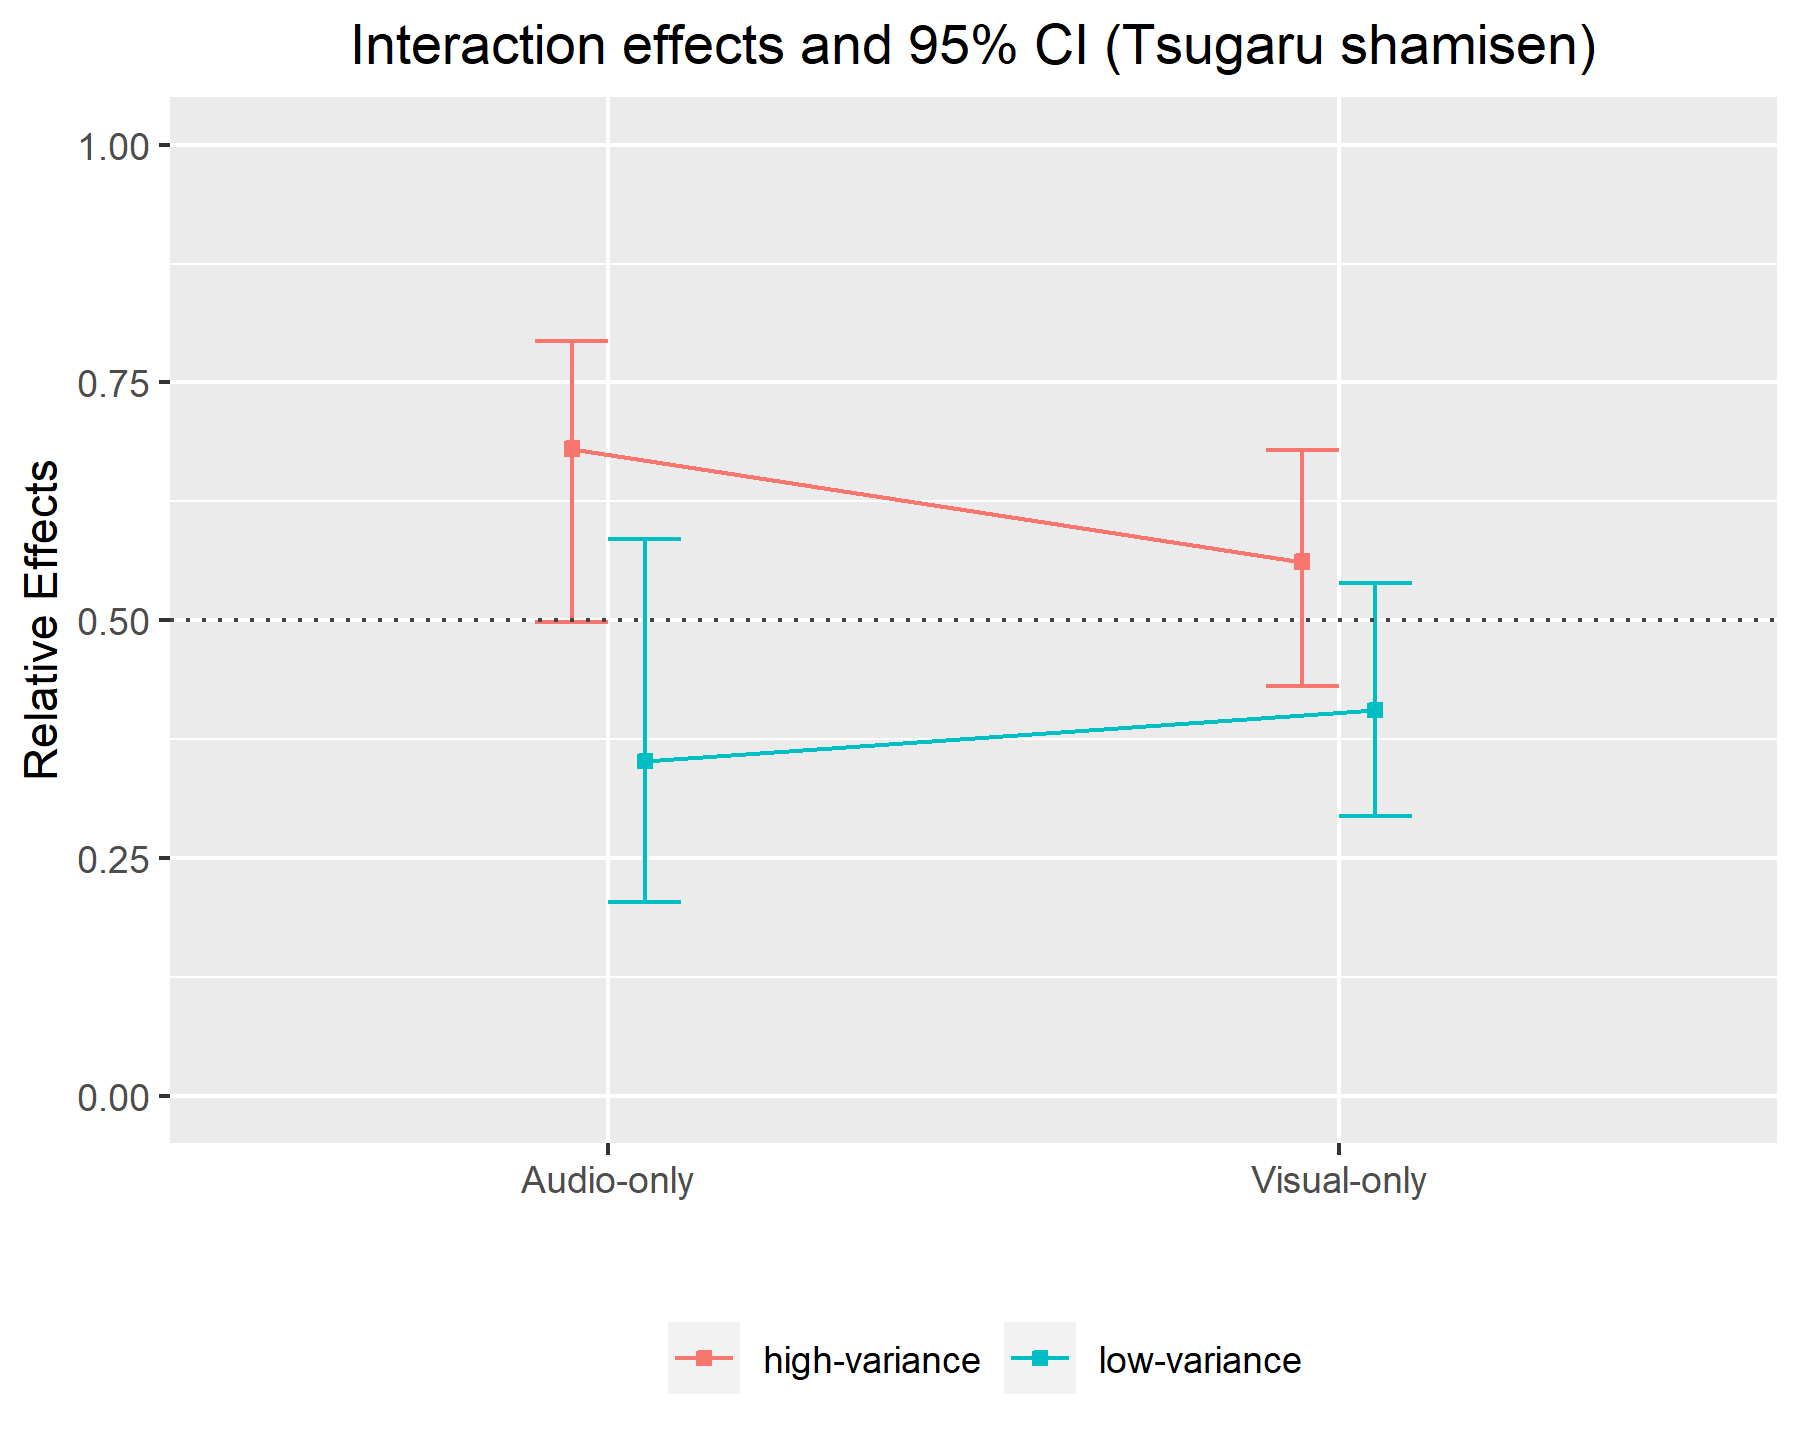 Interaction effects and 95% CI (Tsugaru shamisen)
Relative Effects
1.00
0.75
0.50
0.25
0.00
Audio-only Visual-only
high-variance low-variance